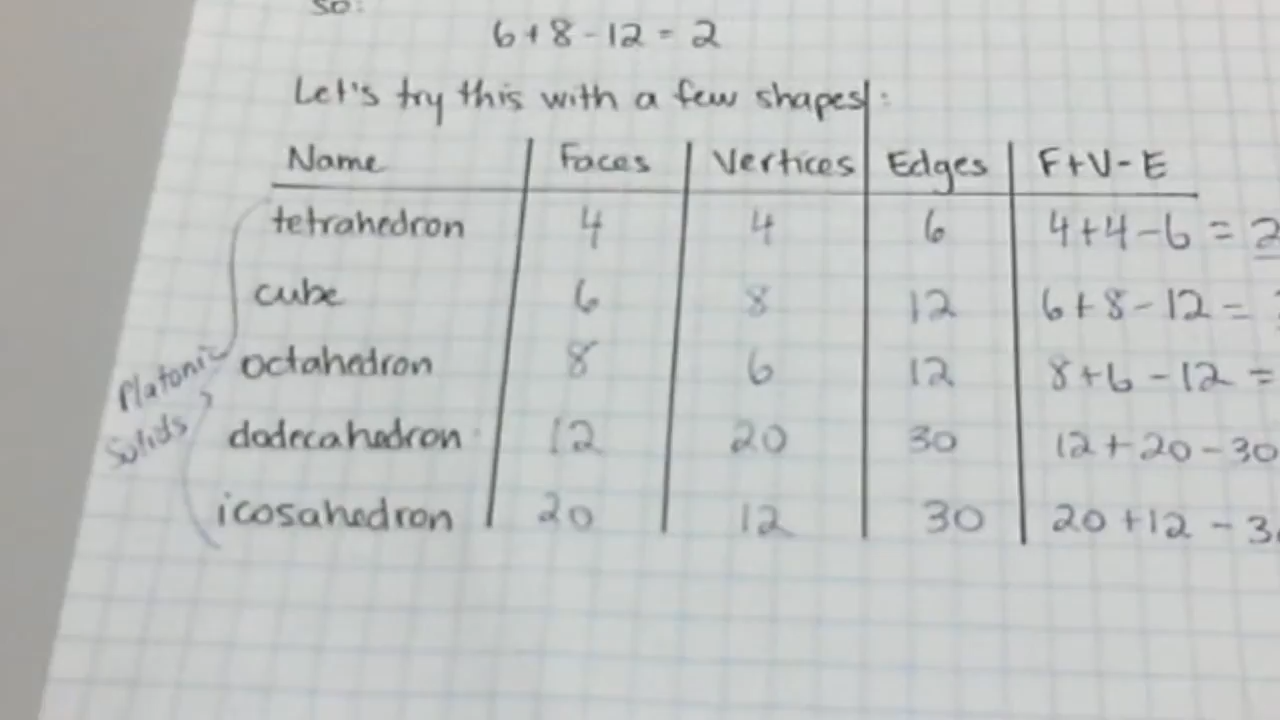 so:
6+8-12 = 2
Let's try this with a few shapes:
Name Faces Vertices Edges F+V-E
tetrahedron 4 4 6 4+4-6 = 2
cube 6 8 12 6+8-12 =
octahedron 8 6 12 8+6-12 =
dodecahedron 12 20 30 12+20-30
icosahedron 20 12 30 20+12-30
Platonic
Solids